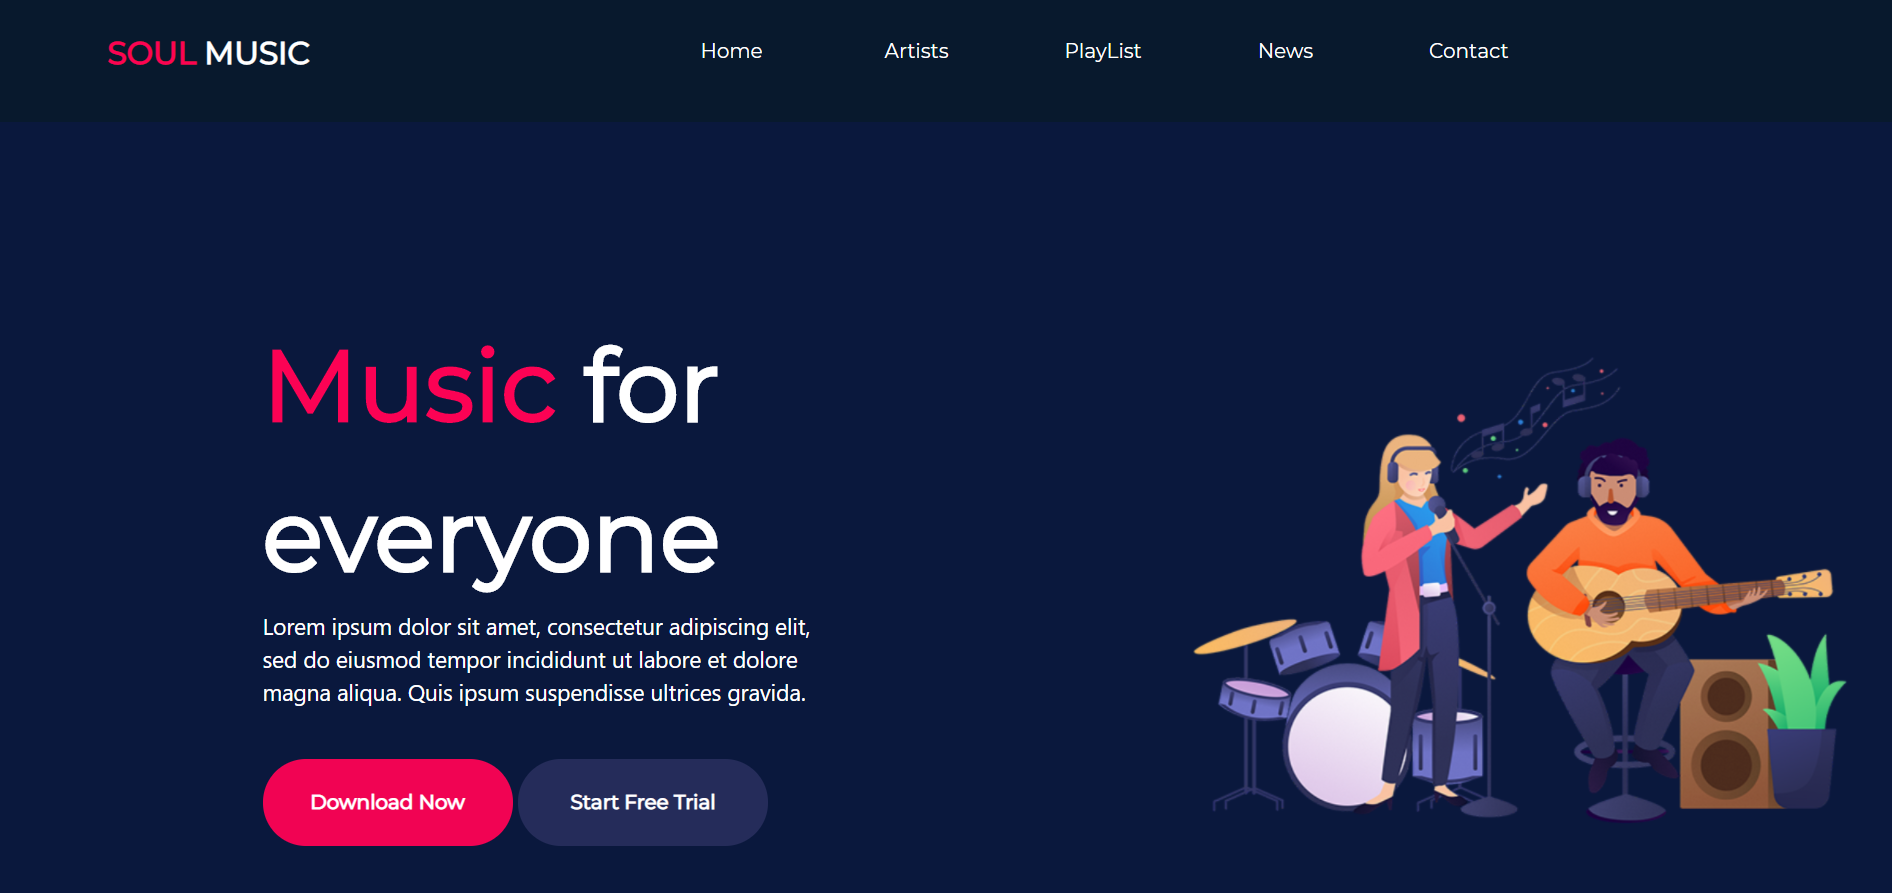 SOUL MUSIC
Home Artists PlayList News Contact
Music for
everyone
Lorem ipsum dolor sit amet, consectetur adipiscing elit,
sed do eiusmod tempor incididunt ut labore et dolore
magna aliqua. Quis ipsum suspendisse ultrices gravida.
Download Now Start Free Trial